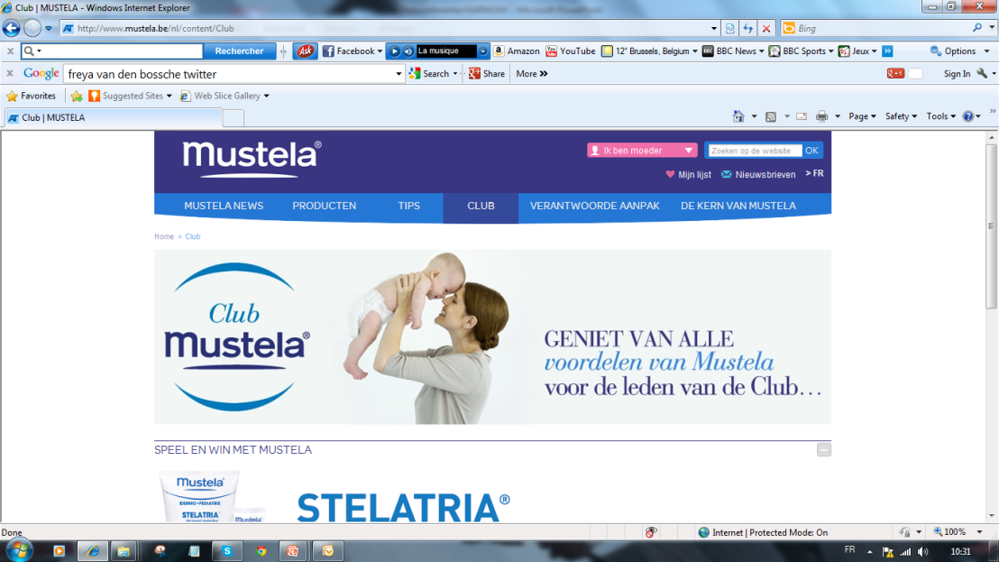 Club | MUSTELA - Windows Internet Explorer
http://www.mustela.be/nl/content/Club
Bing
Rechercher
Ask
Facebook
La musique
Amazon
YouTube
12° Brussels, Belgium
BBC News
BBC Sports
Jeux
Options
Google
freya van den bossche twitter
Search
Share
More
+1
Sign In
Favorites
Suggested Sites
Web Slice Gallery
Club | MUSTELA
Page
Safety
Tools
mustela®
Ik ben moeder
Zoeken op de website
OK
Mijn lijst
Nieuwsbrieven
> FR
MUSTELA NEWS
PRODUCTEN
TIPS
CLUB
VERANTWOORDE AANPAK
DE KERN VAN MUSTELA
Home > Club
Club
mustela®
GENIET VAN ALLE
voordelen van Mustela
voor de leden van de Club...
SPEEL EN WIN MET MUSTELA
mustela®
DERMO-PEDIATRIE
STELATRIA®
mustela
STELATRIA®
Done
Internet | Protected Mode: On
100%
FR
10:31